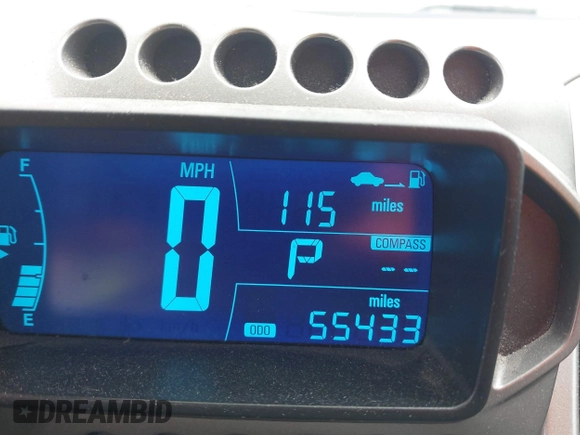 F
MPH
0
115
miles
P
COMPASS
--
E
miles
ODO
55433
DREAMBID